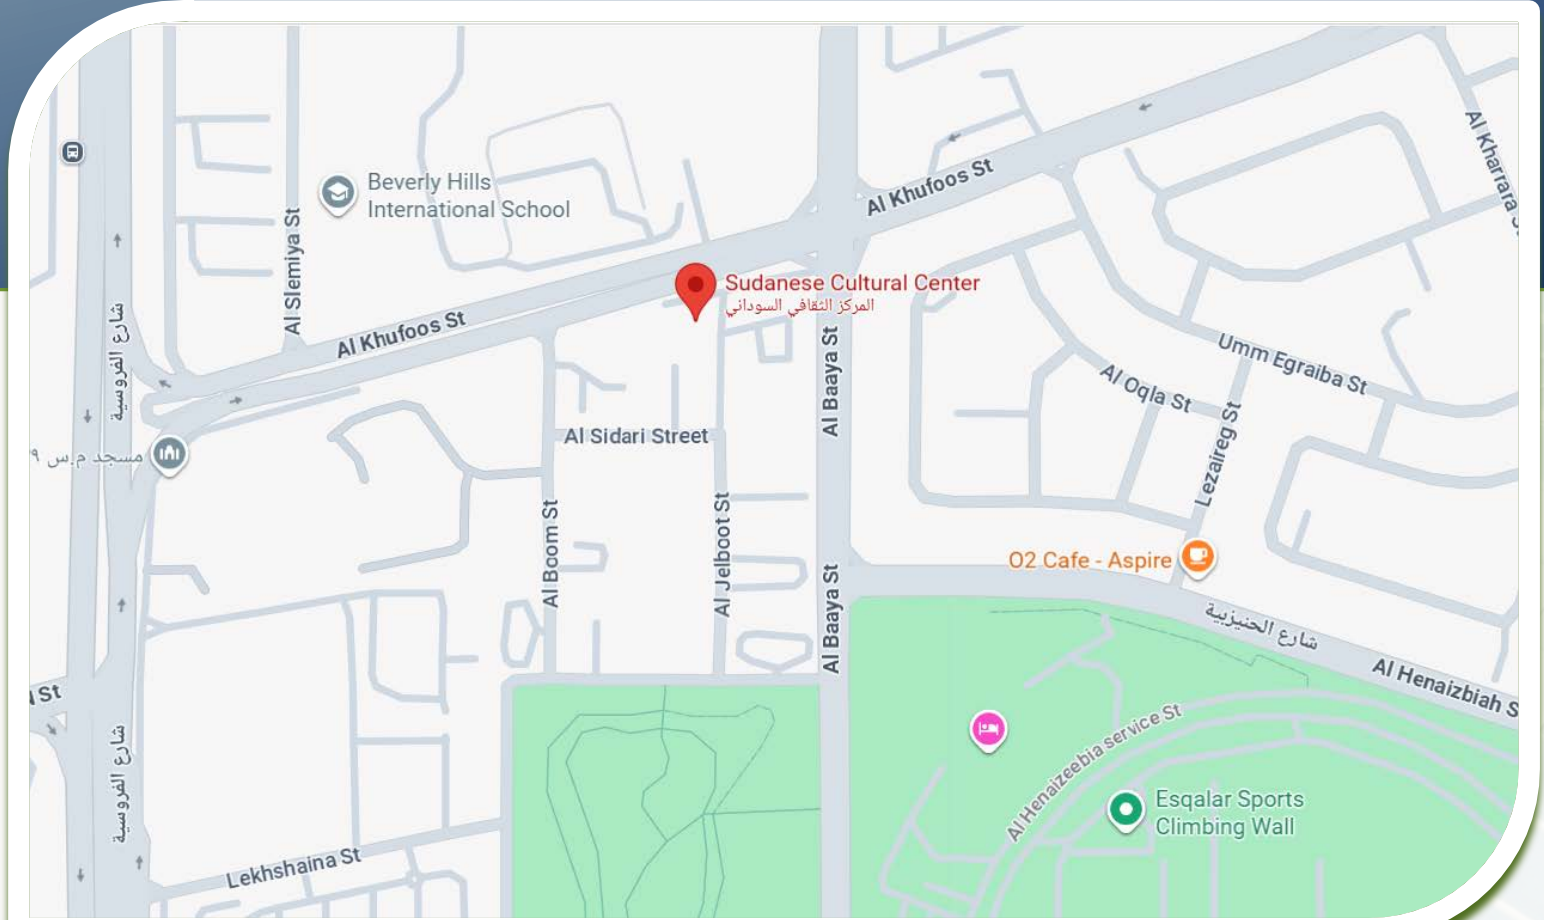 Al Kharrara
Beverly Hills
International School
Al Khufoos St
Al Slemiya St
Sudanese Cultural Center
المركز الثقافي السوداني
Al Khufoos St
شارع الفروسية
Al Baaya St
Umm Egraiba St
Al Oqla St
Lezaireg St
Al Sidari Street
مسجد م.س ٩
Al Boom St
Al Jelboot St
O2 Cafe - Aspire
Al Baaya St
شارع الحنيزبية
Al Henaizbiah S
St
شارع الفروسية
Al Henaizeebia service St
Esqalar Sports
Climbing Wall
Lekhshaina St